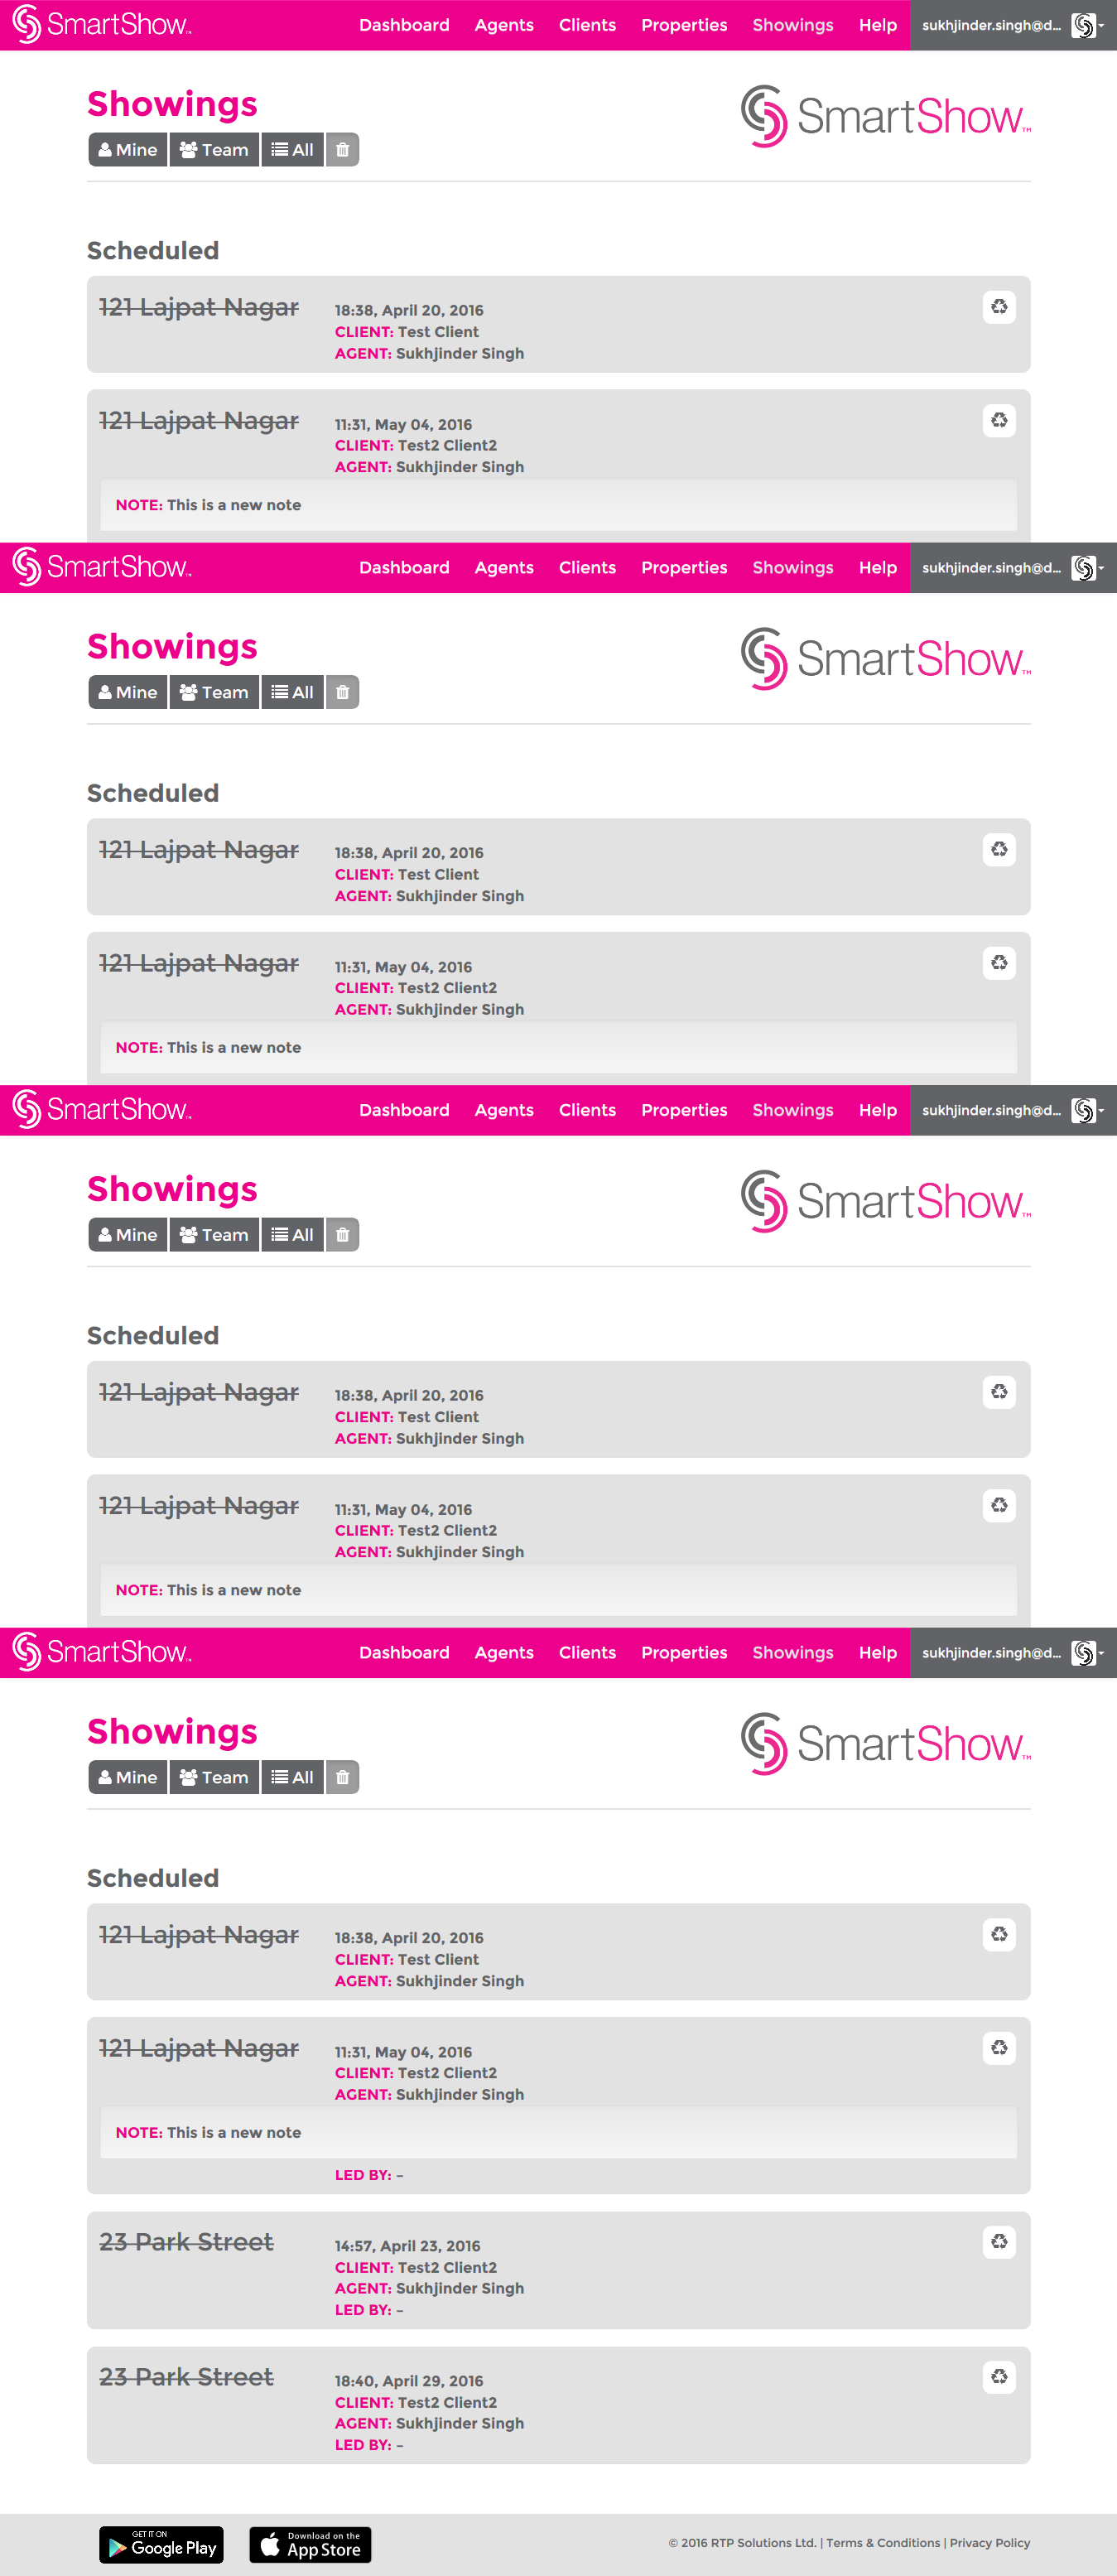 SmartShow™ Dashboard Agents Clients Properties Showings Help sukhjinder.singh@d...
Showings
SmartShow™
Mine Team All
Scheduled
121 Lajpat Nagar
18:38, April 20, 2016
CLIENT: Test Client
AGENT: Sukhjinder Singh
121 Lajpat Nagar
11:31, May 04, 2016
CLIENT: Test2 Client2
AGENT: Sukhjinder Singh
NOTE: This is a new note
SmartShow™ Dashboard Agents Clients Properties Showings Help sukhjinder.singh@d...
Showings
SmartShow™
Mine Team All
Scheduled
121 Lajpat Nagar
18:38, April 20, 2016
CLIENT: Test Client
AGENT: Sukhjinder Singh
121 Lajpat Nagar
11:31, May 04, 2016
CLIENT: Test2 Client2
AGENT: Sukhjinder Singh
NOTE: This is a new note
SmartShow™ Dashboard Agents Clients Properties Showings Help sukhjinder.singh@d...
Showings
SmartShow™
Mine Team All
Scheduled
121 Lajpat Nagar
18:38, April 20, 2016
CLIENT: Test Client
AGENT: Sukhjinder Singh
121 Lajpat Nagar
11:31, May 04, 2016
CLIENT: Test2 Client2
AGENT: Sukhjinder Singh
NOTE: This is a new note
SmartShow™ Dashboard Agents Clients Properties Showings Help sukhjinder.singh@d...
Showings
SmartShow™
Mine Team All
Scheduled
121 Lajpat Nagar
18:38, April 20, 2016
CLIENT: Test Client
AGENT: Sukhjinder Singh
121 Lajpat Nagar
11:31, May 04, 2016
CLIENT: Test2 Client2
AGENT: Sukhjinder Singh
NOTE: This is a new note
LED BY: –
23 Park Street
14:57, April 23, 2016
CLIENT: Test2 Client2
AGENT: Sukhjinder Singh
LED BY: –
23 Park Street
18:40, April 29, 2016
CLIENT: Test2 Client2
AGENT: Sukhjinder Singh
LED BY: –
GET IT ON
Google Play
Download on the
App Store
© 2016 RTP Solutions Ltd. | Terms & Conditions | Privacy Policy